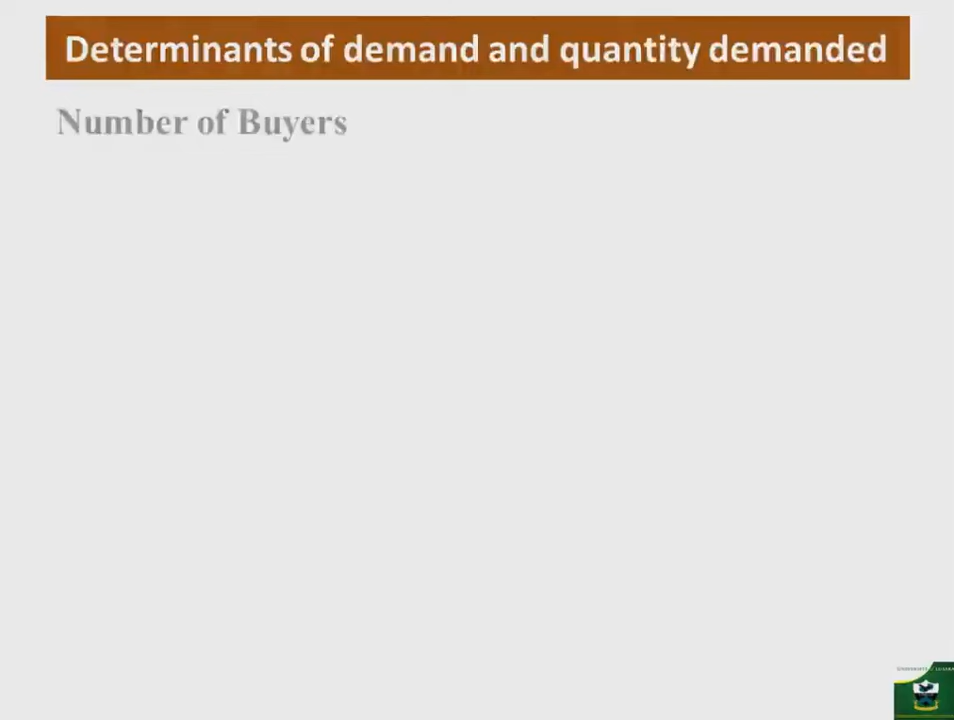 Determinants of demand and quantity demanded
Number of Buyers